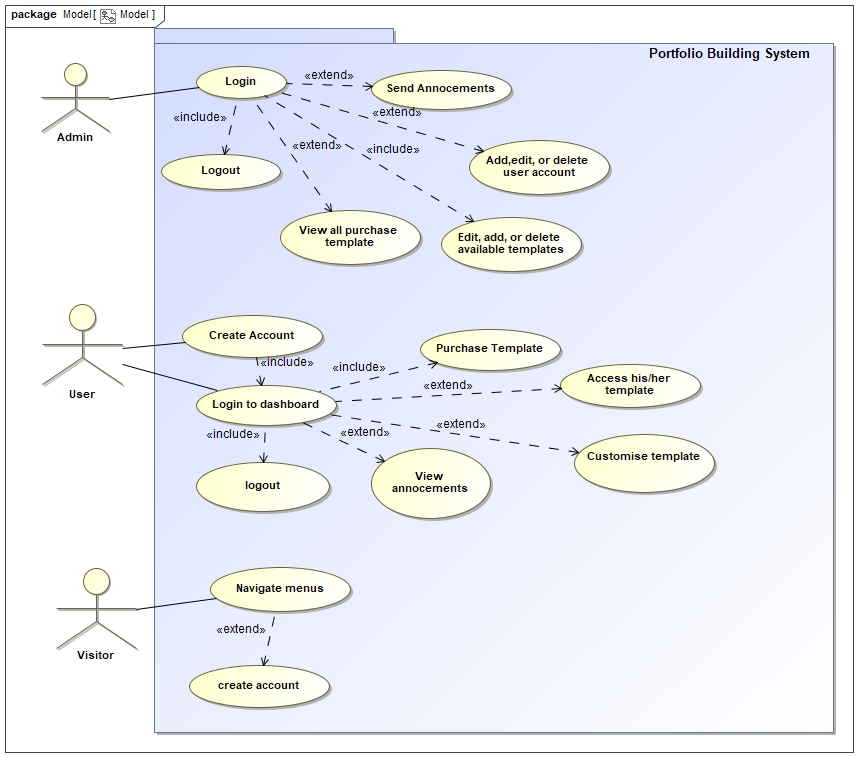 package Model[ Model ]
Portfolio Building System
Login
«extend»
Send Annocements
«include»
«extend»
Admin
«extend»
«include»
Add,edit, or delete
user account
Logout
View all purchase
template
Edit, add, or delete
available templates
Create Account
Purchase Template
«include»
«include»
Access his/her
template
User
«extend»
Login to dashboard
«include»
«extend»
«extend»
Customise template
logout
View
annocements
Navigate menus
«extend»
Visitor
create account